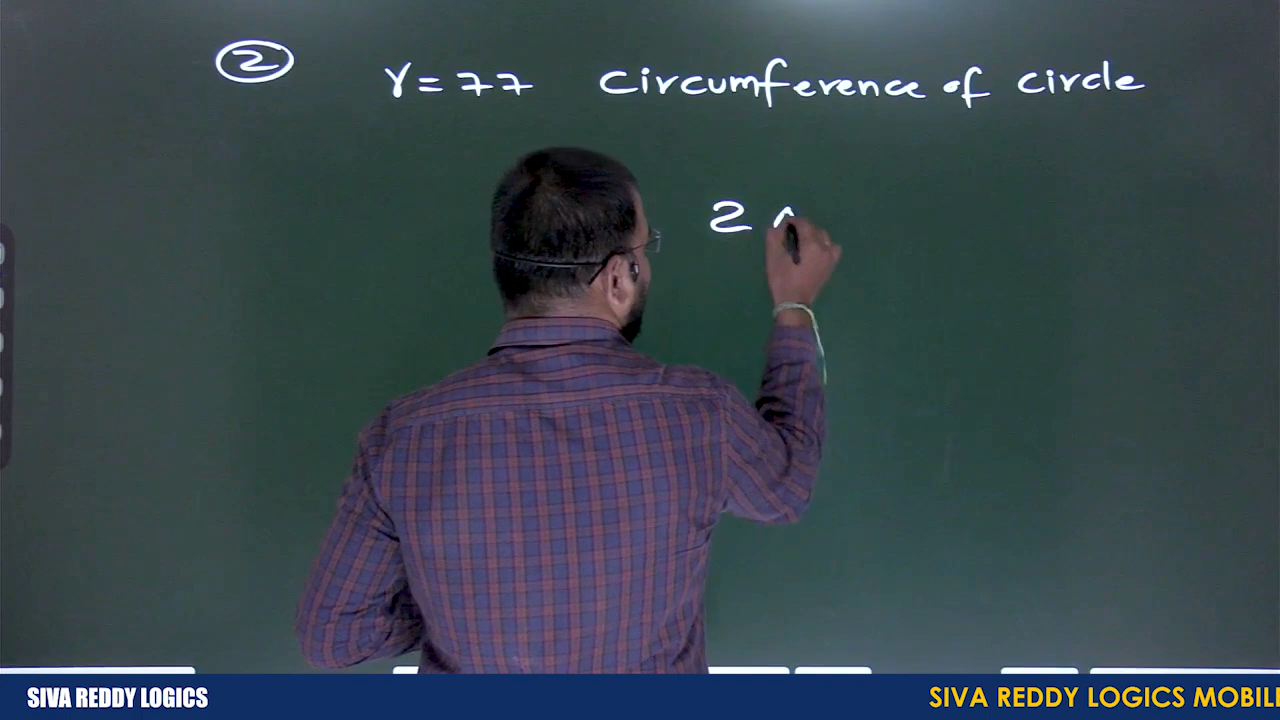 ② r = 77 Circumference of circle
2
SIVA REDDY LOGICS
SIVA REDDY LOGICS MOBIL